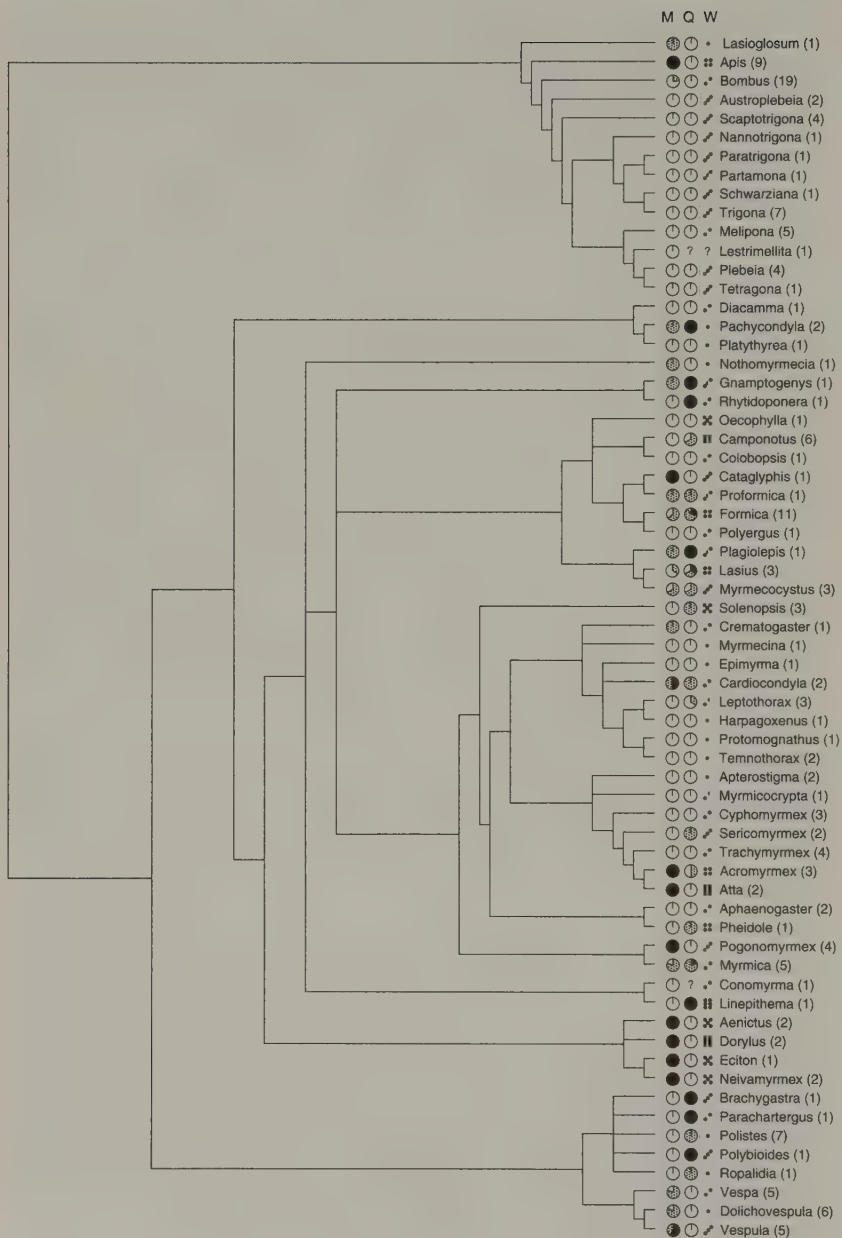 M Q W
Lasioglosum (1)
Apis (9)
Bombus (19)
Austroplebeia (2)
Scaptotrigona (4)
Nannotrigona (1)
Paratrigona (1)
Partamona (1)
Schwarziana (1)
Trigona (7)
Melipona (5)
? ? Lestrimellita (1)
Plebeia (4)
Tetragona (1)
Diacamma (1)
Pachycondyla (2)
Platythyrea (1)
Nothomyrmecia (1)
Gnamptogenys (1)
Rhytidoponera (1)
Oecophylla (1)
Camponotus (6)
Colobopsis (1)
Cataglyphis (1)
Proformica (1)
Formica (11)
Polyergus (1)
Plagiolepis (1)
Lasius (3)
Myrmecocystus (3)
Solenopsis (3)
Crematogaster (1)
Myrmecina (1)
Epimyrma (1)
Cardiocondyla (2)
Leptothorax (3)
Harpagoxenus (1)
Protomognathus (1)
Temnothorax (2)
Apterostigma (2)
Myrmicocrypta (1)
Cyphomyrmex (3)
Sericomyrmex (2)
Trachymyrmex (4)
Acromyrmex (3)
Atta (2)
Aphaenogaster (2)
Pheidole (1)
Pogonomyrmex (4)
Myrmica (5)
? Conomyrma (1)
Linepithema (1)
Aenictus (2)
Dorylus (2)
Eciton (1)
Neivamyrmex (2)
Brachygastra (1)
Parachartergus (1)
Polistes (7)
Polybioides (1)
Ropalidia (1)
Vespa (5)
Dolichovespula (6)
Vespula (5)